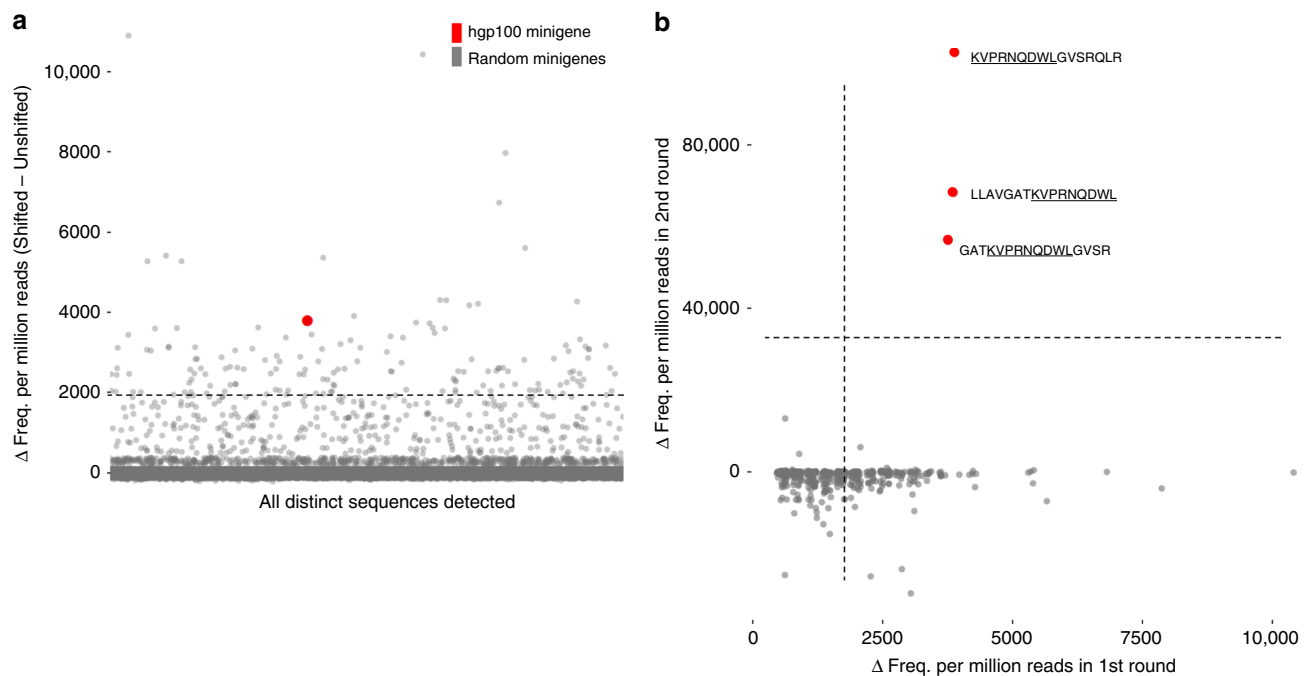 a
hgp100 minigene
Random minigenes
Δ Freq. per million reads (Shifted – Unshifted)
10,000
8000
6000
4000
2000
0
All distinct sequences detected
b
Δ Freq. per million reads in 2nd round
80,000
40,000
0
KVPRNQDWLGVSRQLR
LLAVGATKVPRNQDWL
GATKVPRNQDWLGVSR
0
2500
5000
7500
10,000
Δ Freq. per million reads in 1st round